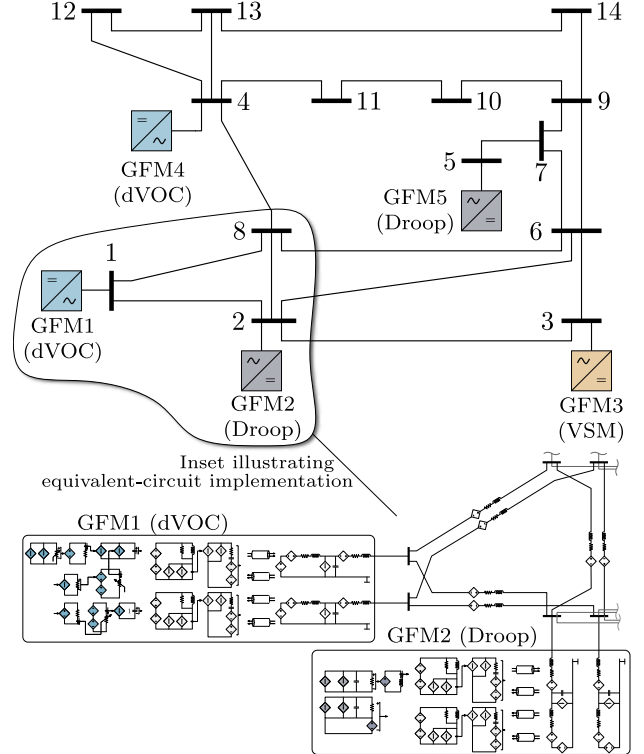 12
13
14
4
11
10
9
GFM4
(dVOC)
5
7
GFM5
(Droop)
8
6
1
2
3
GFM1
(dVOC)
GFM2
(Droop)
GFM3
(VSM)
Inset illustrating
equivalent-circuit implementation
GFM1 (dVOC)
GFM2 (Droop)